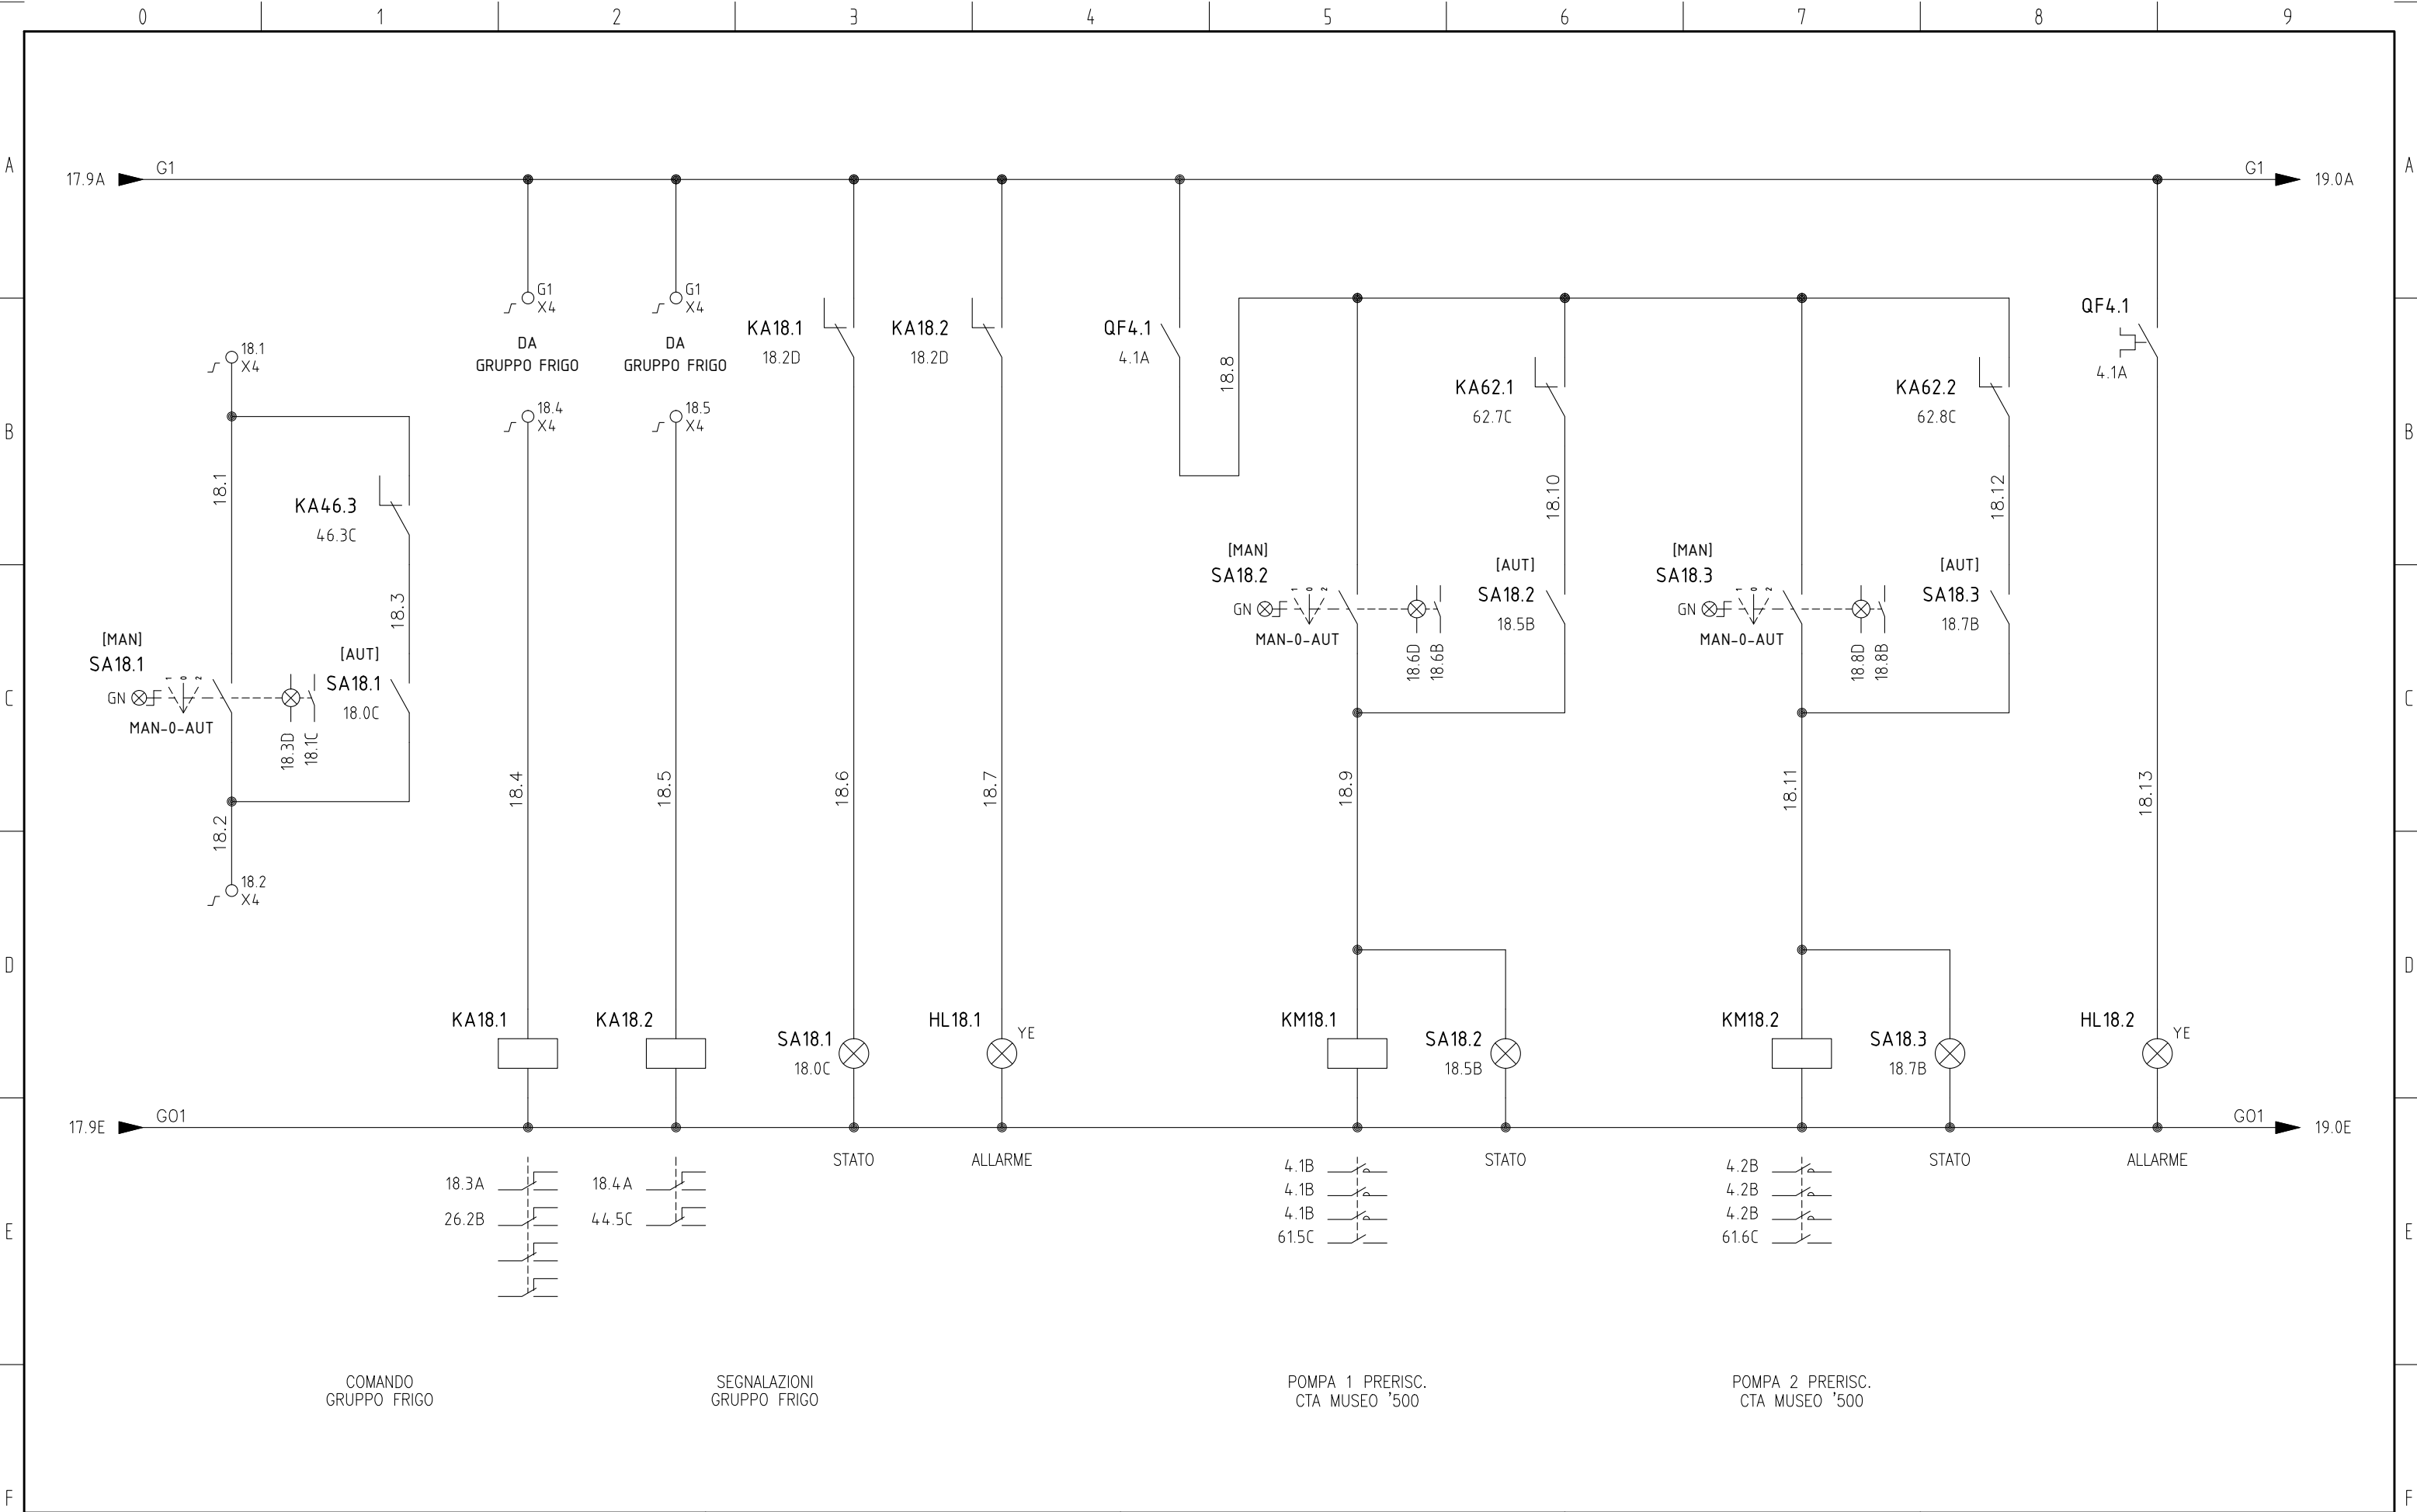 0 1 2 3 4 5 6 7 8 9
A A
17.9A G1 G1 19.0A
G1
X4
G1
X4
DA
GRUPPO FRIGO
DA
GRUPPO FRIGO
KA18.1
18.2D
KA18.2
18.2D
QF4.1
4.1A
18.8
QF4.1
4.1A
18.1
X4
18.4
X4
18.5
X4
KA62.1
62.7C
KA62.2
62.8C
B B
18.1
KA46.3
46.3C
18.10
18.12
[MAN]
SA18.2
GN
1 0 2
MAN-0-AUT
18.6D
18.6B
[AUT]
SA18.2
18.5B
[MAN]
SA18.3
GN
1 0 2
MAN-0-AUT
18.8D
18.8B
[AUT]
SA18.3
18.7B
18.3
[MAN]
SA18.1
GN
1 0 2
MAN-0-AUT
18.3D
18.1C
[AUT]
SA18.1
18.0C
C C
18.2
18.4
18.5
18.6
18.7
18.9
18.11
18.13
18.2
X4
D D
KA18.1
KA18.2
SA18.1
18.0C
HL18.1
YE
KM18.1
SA18.2
18.5B
KM18.2
SA18.3
18.7B
HL18.2
YE
17.9E G01 G01 19.0E
STATO
ALLARME
STATO
STATO
ALLARME
18.3A
26.2B
18.4A
44.5C
4.1B
4.1B
4.1B
61.5C
4.2B
4.2B
4.2B
61.6C
E E
COMANDO
GRUPPO FRIGO
SEGNALAZIONI
GRUPPO FRIGO
POMPA 1 PRERISC.
CTA MUSEO '500
POMPA 2 PRERISC.
CTA MUSEO '500
F F